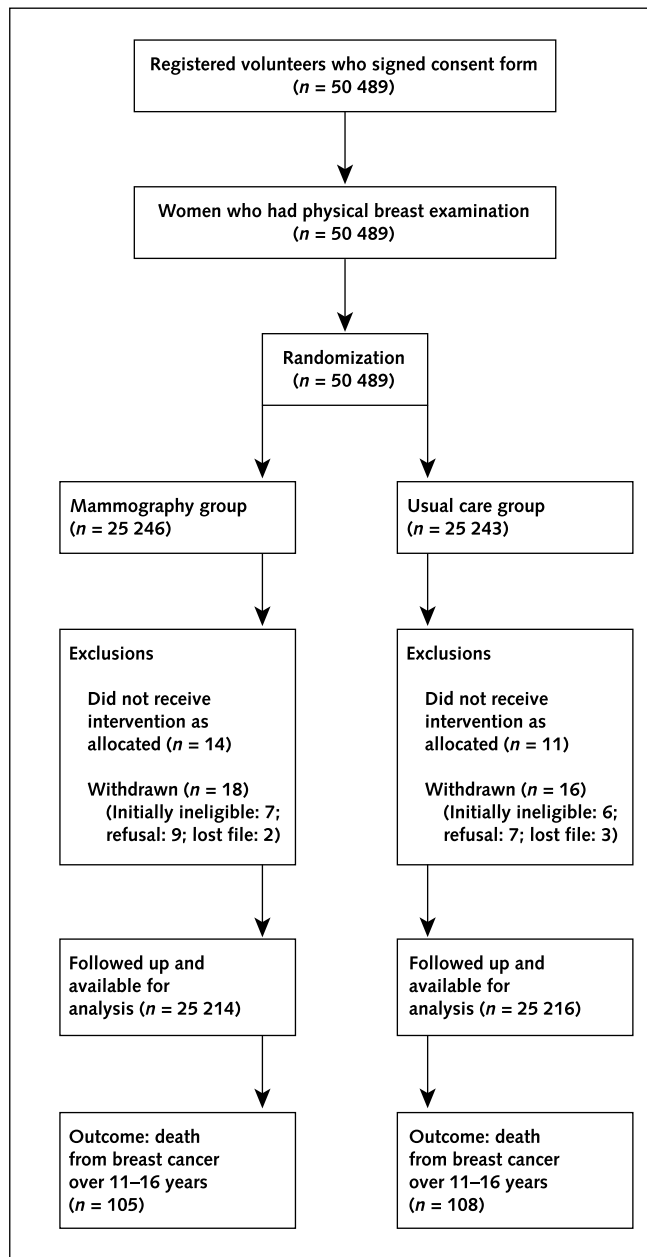 Registered volunteers who signed consent form
(n = 50 489)
Women who had physical breast examination
(n = 50 489)
Randomization
(n = 50 489)
Mammography group
(n = 25 246)
Usual care group
(n = 25 243)
Exclusions
Did not receive
intervention as
allocated (n = 14)
Withdrawn (n = 18)
(Initially ineligible: 7;
refusal: 9; lost file: 2)
Exclusions
Did not receive
intervention as
allocated (n = 11)
Withdrawn (n = 16)
(Initially ineligible: 6;
refusal: 7; lost file: 3)
Followed up and
available for
analysis (n = 25 214)
Followed up and
available for
analysis (n = 25 216)
Outcome: death
from breast cancer
over 11–16 years
(n = 105)
Outcome: death
from breast cancer
over 11–16 years
(n = 108)